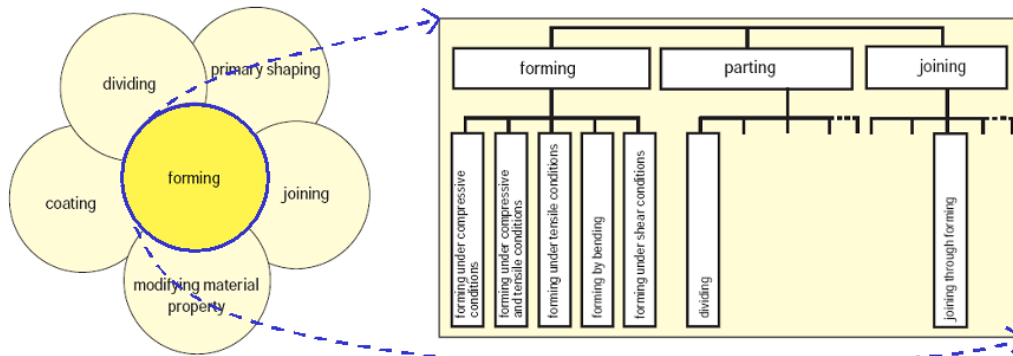 dividing
primary shaping
forming
coating
joining
modifying material
property
forming
parting
joining
forming under compressive
conditions
forming under compressive
and tensile conditions
forming under tensile conditions
forming by bending
forming under shear conditions
dividing
joining through forming